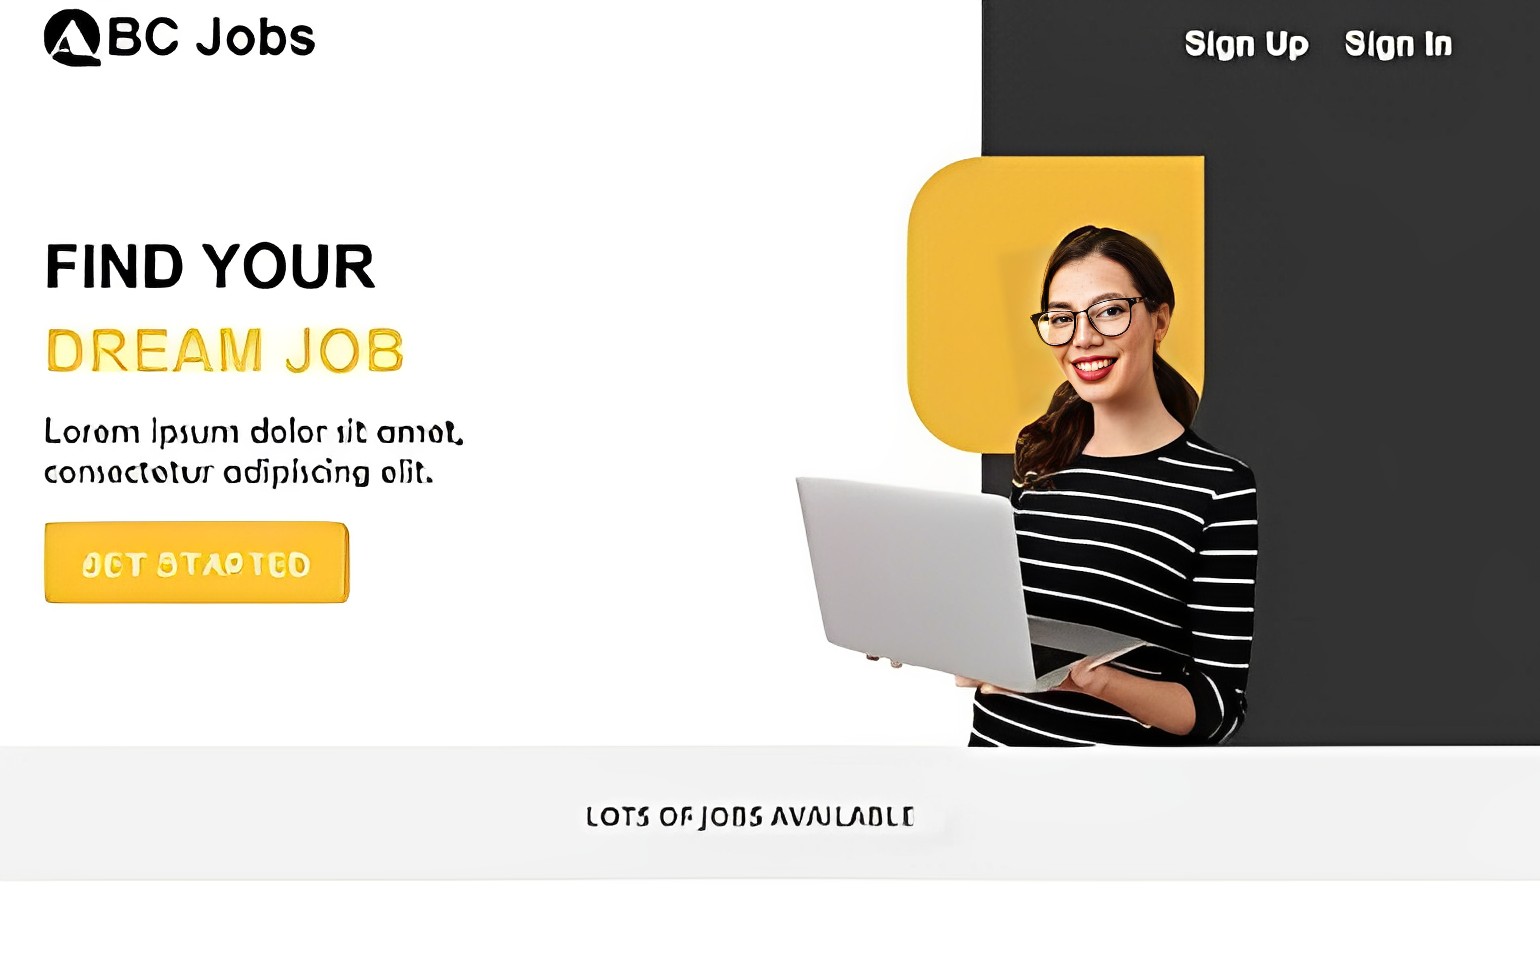 ABC Jobs
Sign Up Sign In
FIND YOUR
DREAM JOB
Lorem ipsum dolor sit amet,
consectetur adipiscing elit.
GET STARTED
LOTS OF JOBS AVAILABLE